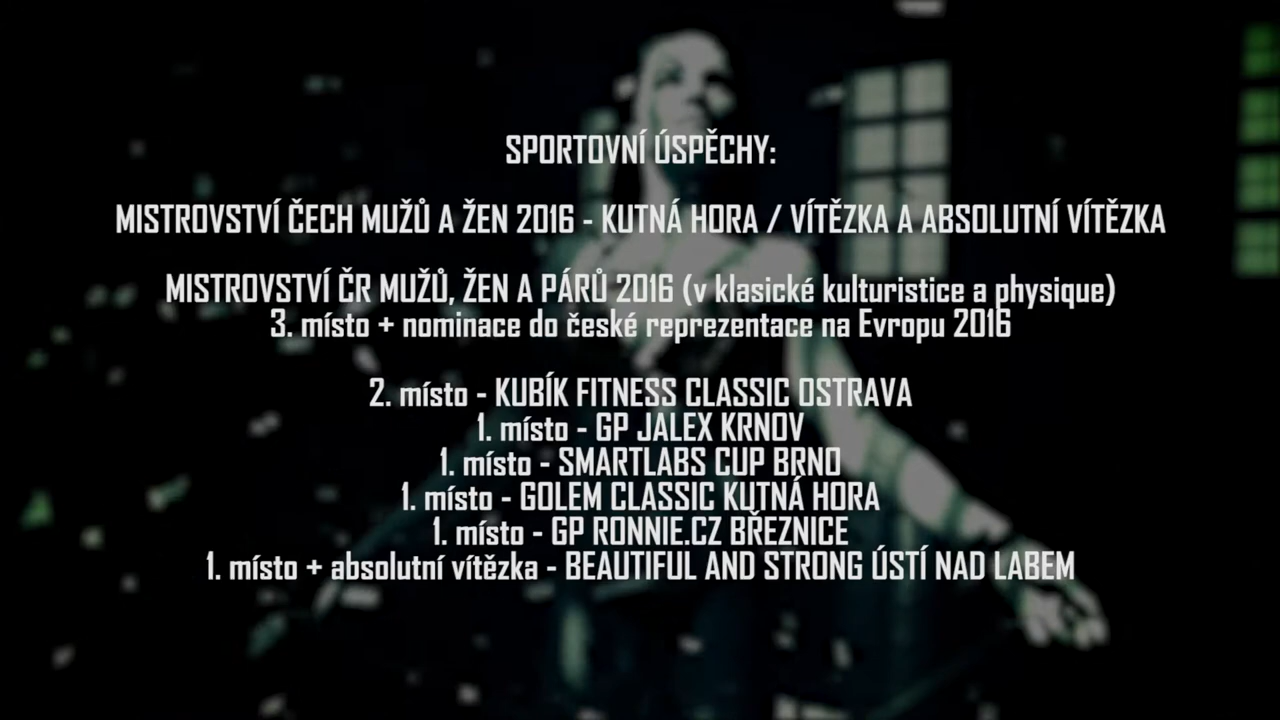 SPORTOVNÍ ÚSPĚCHY:
MISTROVSTVÍ ČECH MUŽŮ A ŽEN 2016 - KUTNÁ HORA / VÍTĚZKA A ABSOLUTNÍ VÍTĚZKA
MISTROVSTVÍ ČR MUŽŮ, ŽEN A PÁRŮ 2016 (v klasické kulturistice a physique)
3. místo + nominace do české reprezentace na Evropu 2016
2. místo - KUBÍK FITNESS CLASSIC OSTRAVA
1. místo - GP JALEX KRNOV
1. místo - SMARTLABS CUP BRNO
1. místo - GOLEM CLASSIC KUTNÁ HORA
1. místo - GP RONNIE.CZ BŘEZNICE
1. místo + absolutní vítězka - BEAUTIFUL AND STRONG ÚSTÍ NAD LABEM